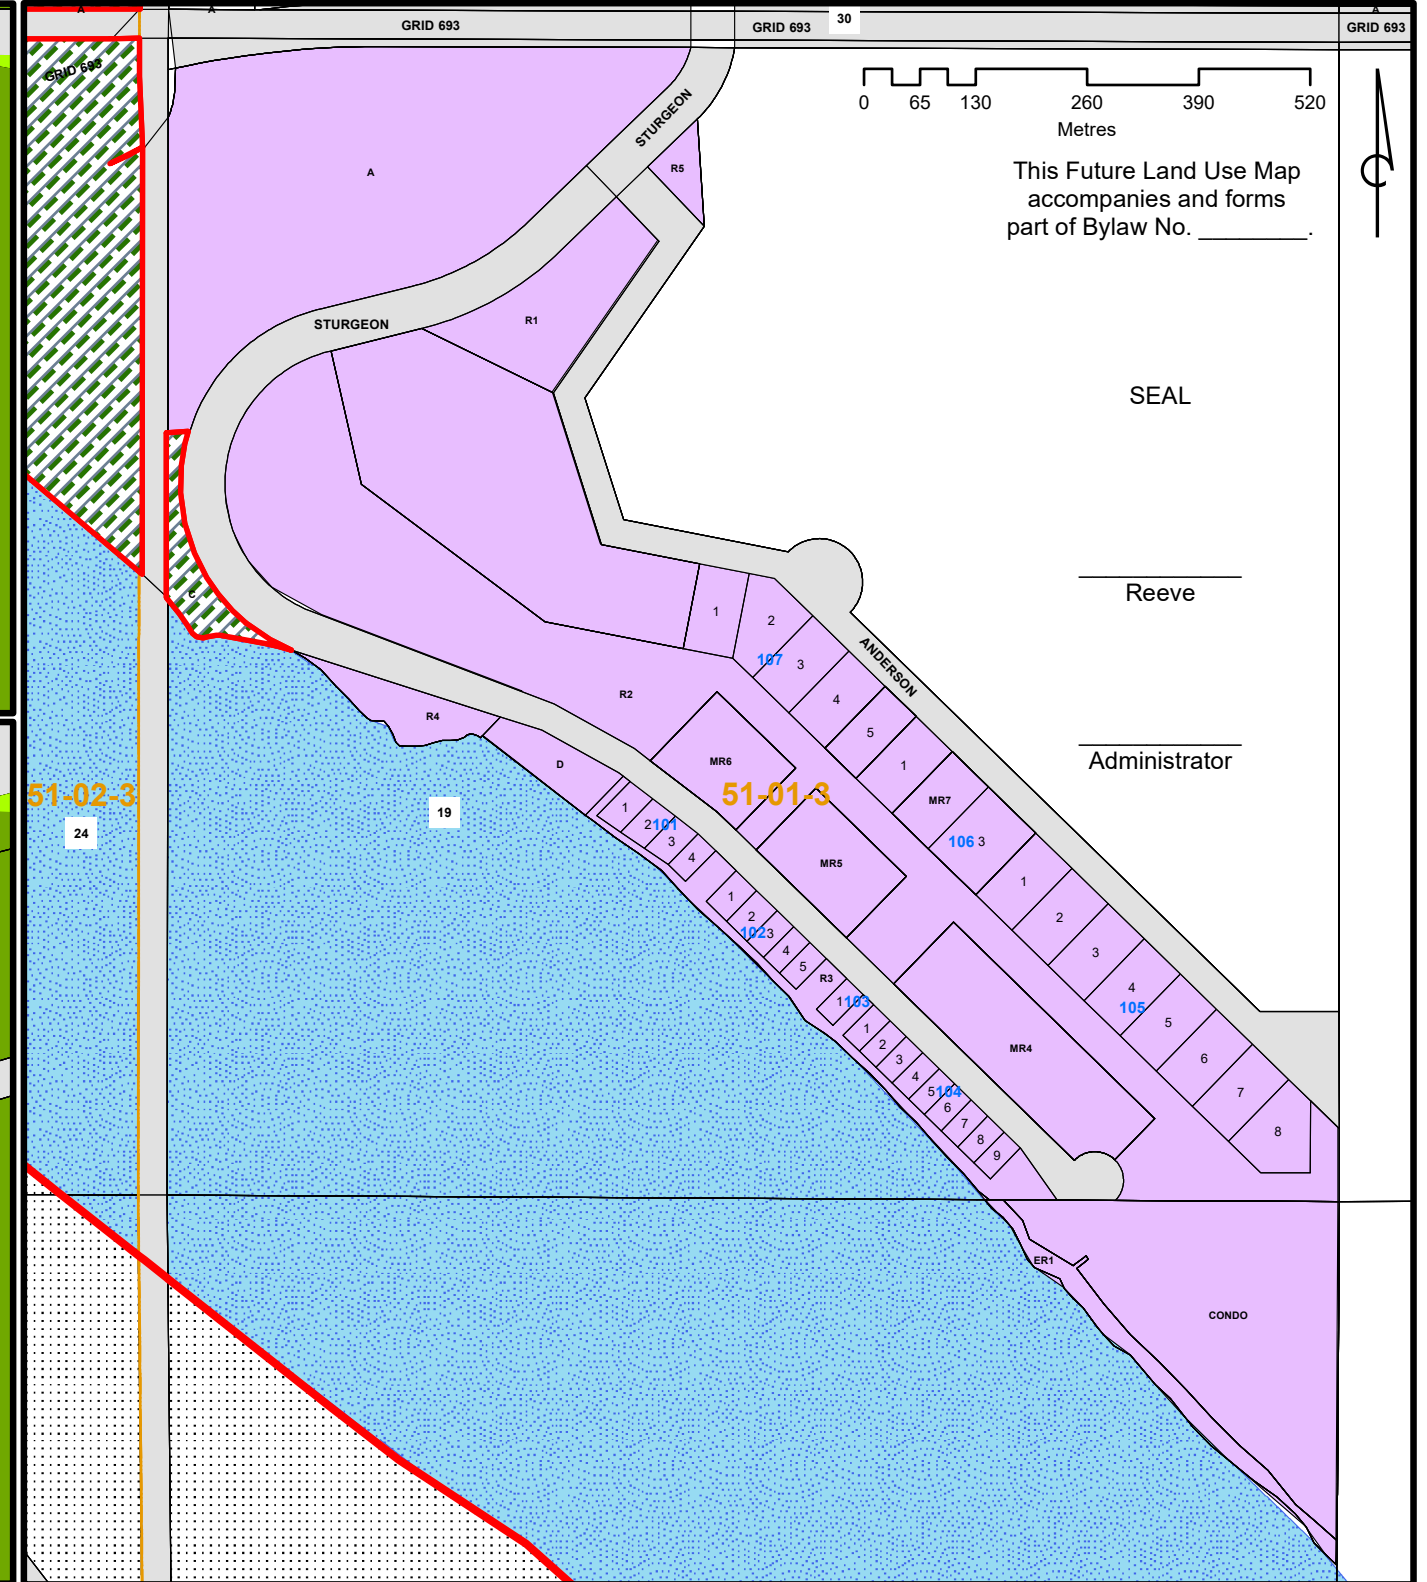 A
A
A
30
GRID 693
GRID 693
GRID 693
GRID 693
0 65 130 260 390 520
Metres
This Future Land Use Map
accompanies and forms
part of Bylaw No. ________.
STURGEON
R5
A
R1
STURGEON
SEAL
Reeve
Administrator
C
1
2
107
3
4
5
ANDERSON
R2
R4
D
MR6
1
MR7
106
3
51-02-3
24
19
51-01-3
1
2
101
3
4
MR5
1
2
102
3
4
5
R3
1
103
1
2
3
4
5
104
6
7
8
9
MR4
1
2
3
4
105
5
6
7
8
ER1
CONDO